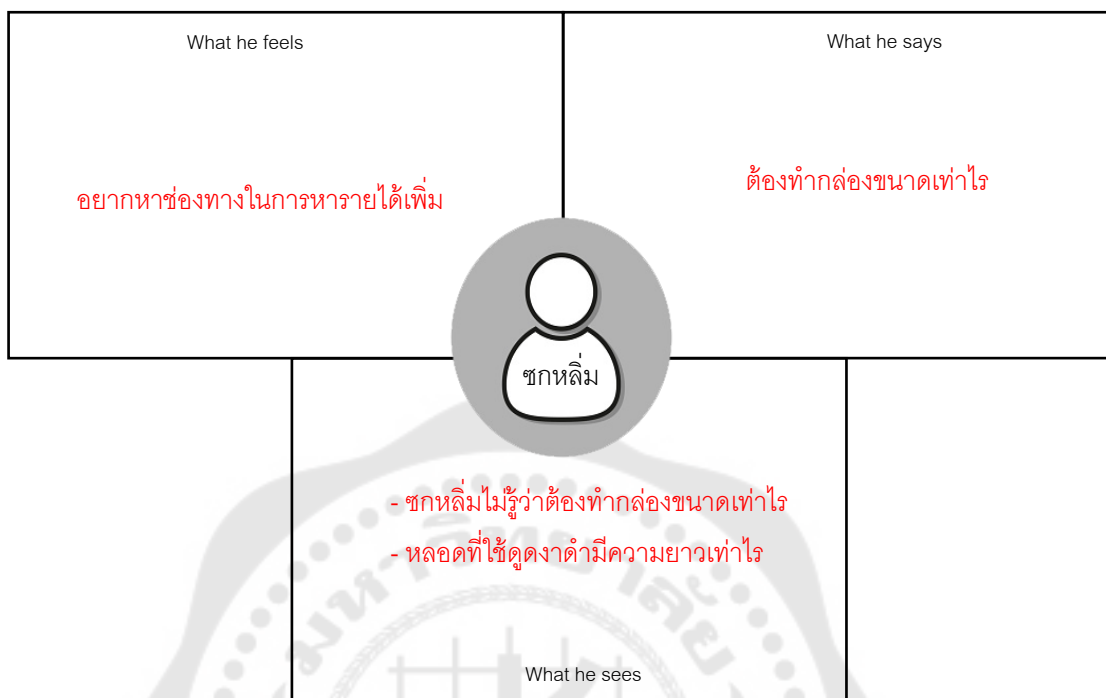 What he feels
What he says
อยากหาช่องทางในการหารายได้เพิ่ม
ต้องทำกล่องขนาดเท่าไร
ซกหลิ่ม
- ซกหลิ่มไม่รู้ว่าต้องทำกล่องขนาดเท่าไร
- หลอดที่ใช้ดูดงาดำมีความยาวเท่าไร
What he sees